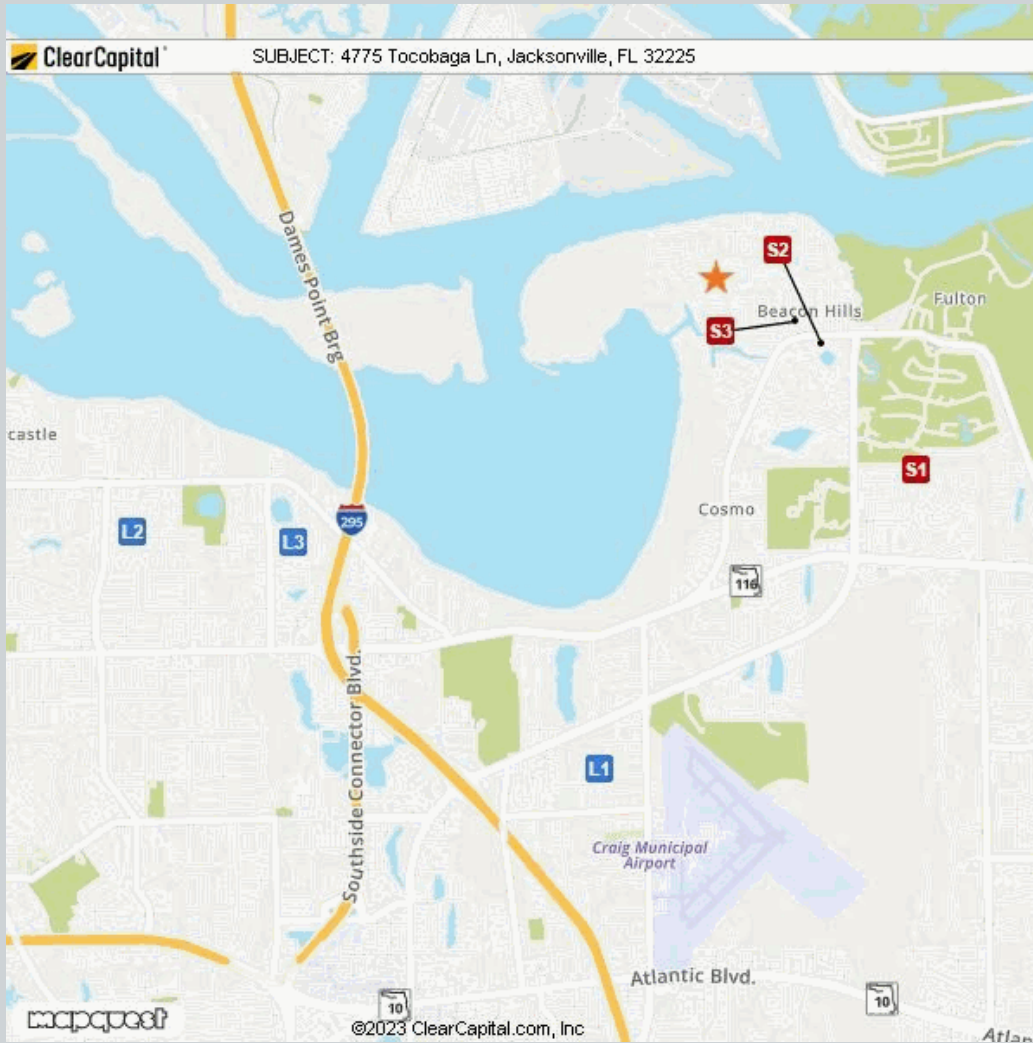 ClearCapital®
SUBJECT: 4775 Tocobaga Ln, Jacksonville, FL 32225
Dames Point Brg
S2
Fulton
Beacon Hills
S3
castle
S1
Cosmo
295
L2
L3
116
Southside Connector Blvd.
L1
Craig Municipal
Airport
Atlantic Blvd.
10
10
mapquest
©2023 ClearCapital.com, Inc
Atlan